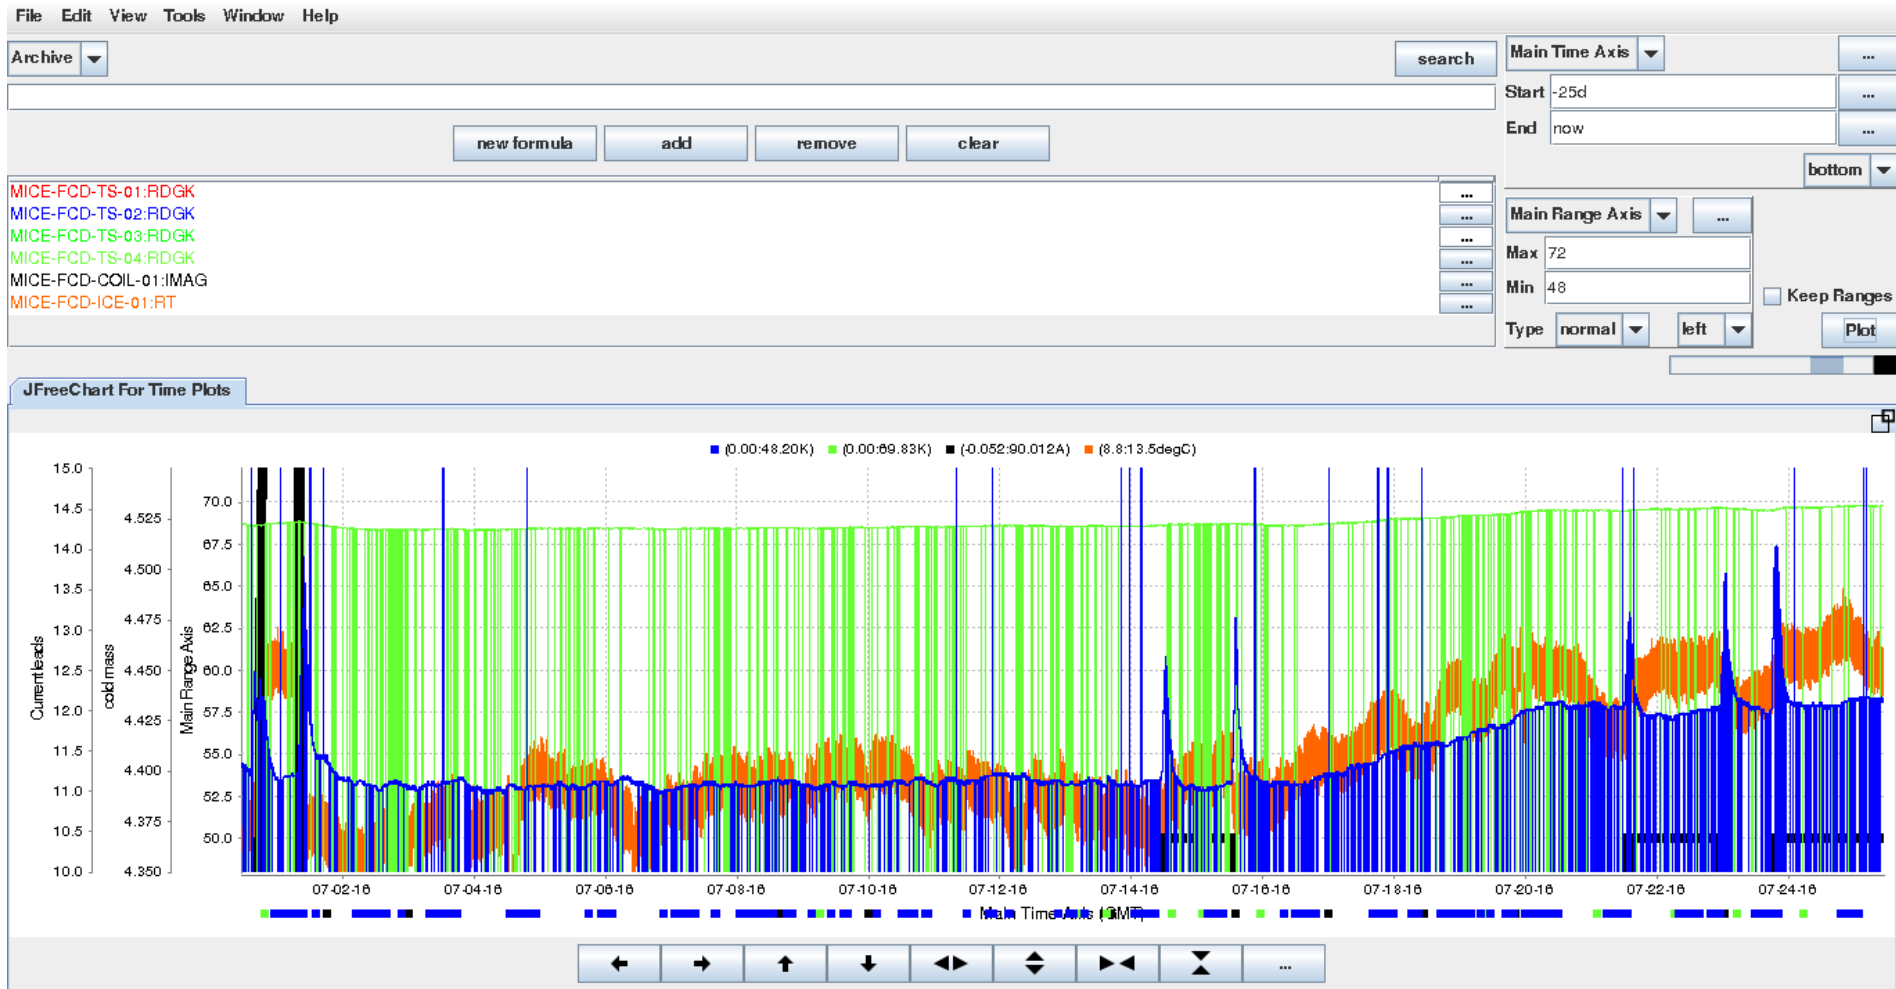 File Edit View Tools Window Help
Archive
search
Main Time Axis ...
Start -25d ...
End now ...
new formula add remove clear
bottom
MICE-FCD-TS-01:RDGK ...
MICE-FCD-TS-02:RDGK ...
MICE-FCD-TS-03:RDGK ...
MICE-FCD-TS-04:RDGK ...
MICE-FCD-COIL-01:IMAG ...
MICE-FCD-ICE-01:RT ...
Main Range Axis ...
Max 72
Min 48
Keep Ranges
Type normal left Plot
JFreeChart For Time Plots
(0.00:48.20K) (0.00:69.83K) (-0.052:90.012A) (8.8:13.5degC)
Current leads
15.0
14.5
14.0
13.5
13.0
12.5
12.0
11.5
11.0
10.5
10.0
cold mass
4.525
4.500
4.475
4.450
4.425
4.400
4.375
4.350
Main Range Axis
70.0
67.5
65.0
62.5
60.0
57.5
55.0
52.5
50.0
07-02-16 07-04-16 07-06-16 07-08-16 07-10-16 07-12-16 07-14-16 07-16-16 07-18-16 07-20-16 07-22-16 07-24-16
Main Time Axis (GMT)
...